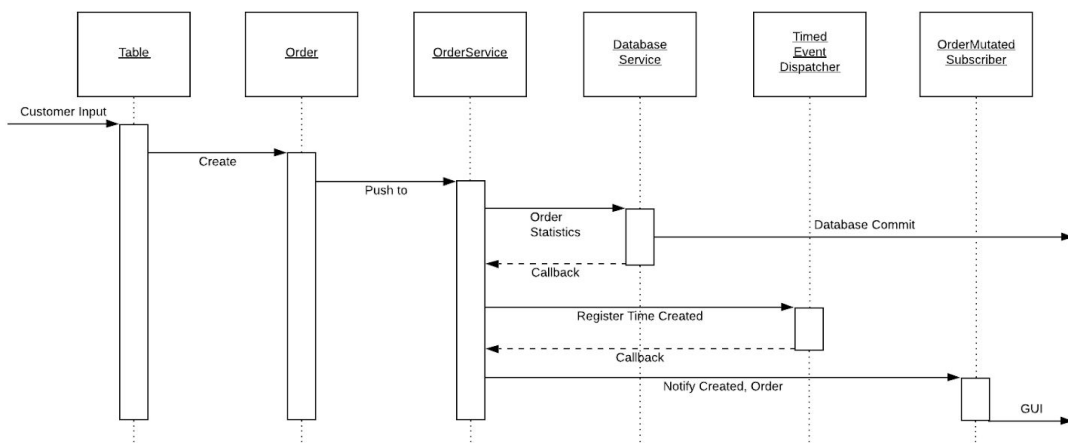 Table
Order
OrderService
Database
Service
Timed
Event
Dispatcher
OrderMutated
Subscriber
Customer Input
Create
Push to
Order
Statistics
Database Commit
Callback
Register Time Created
Callback
Notify Created, Order
GUI